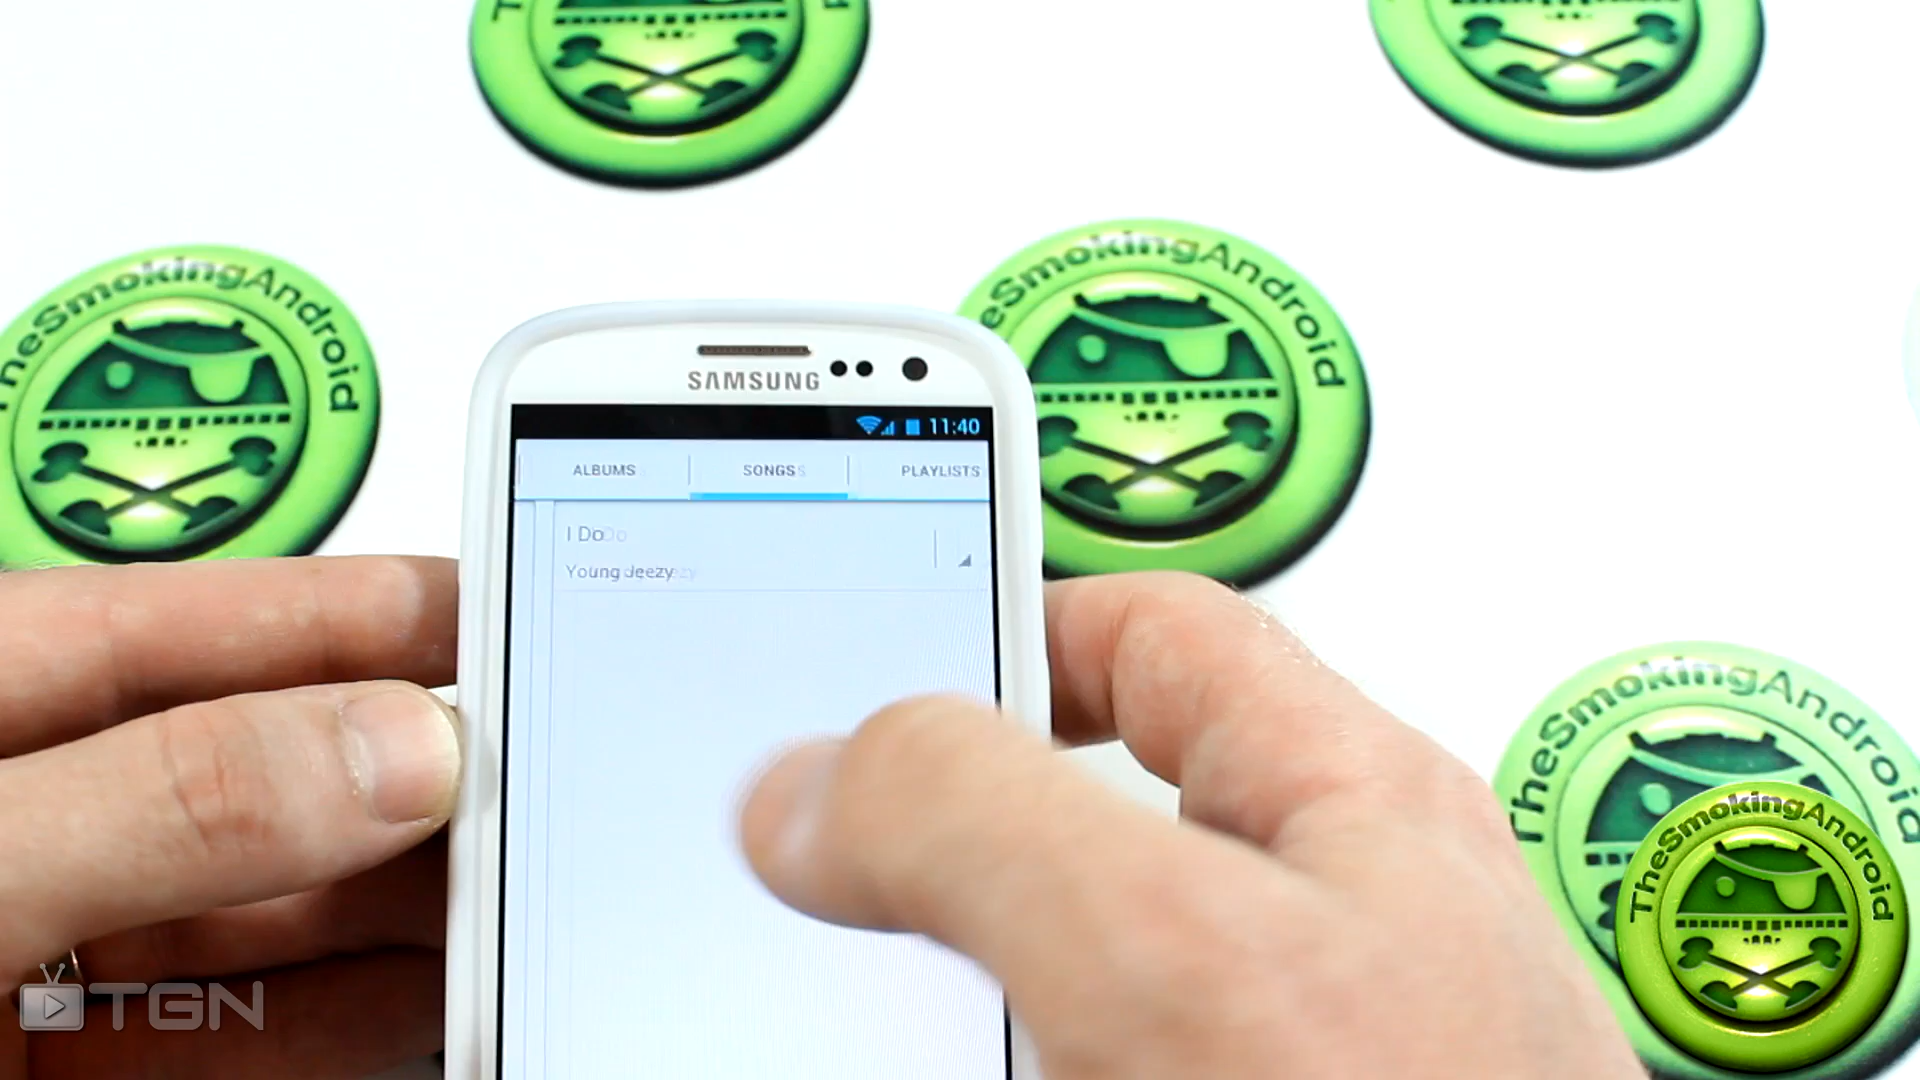 TheSmokingAndroid
TheSmokingAndroid
SAMSUNG
11:40
ALBUMS
SONGS
PLAYLISTS
I Do
Young Jeezy
TheSmokingAndroid
TheSmokingAndroid
TGN